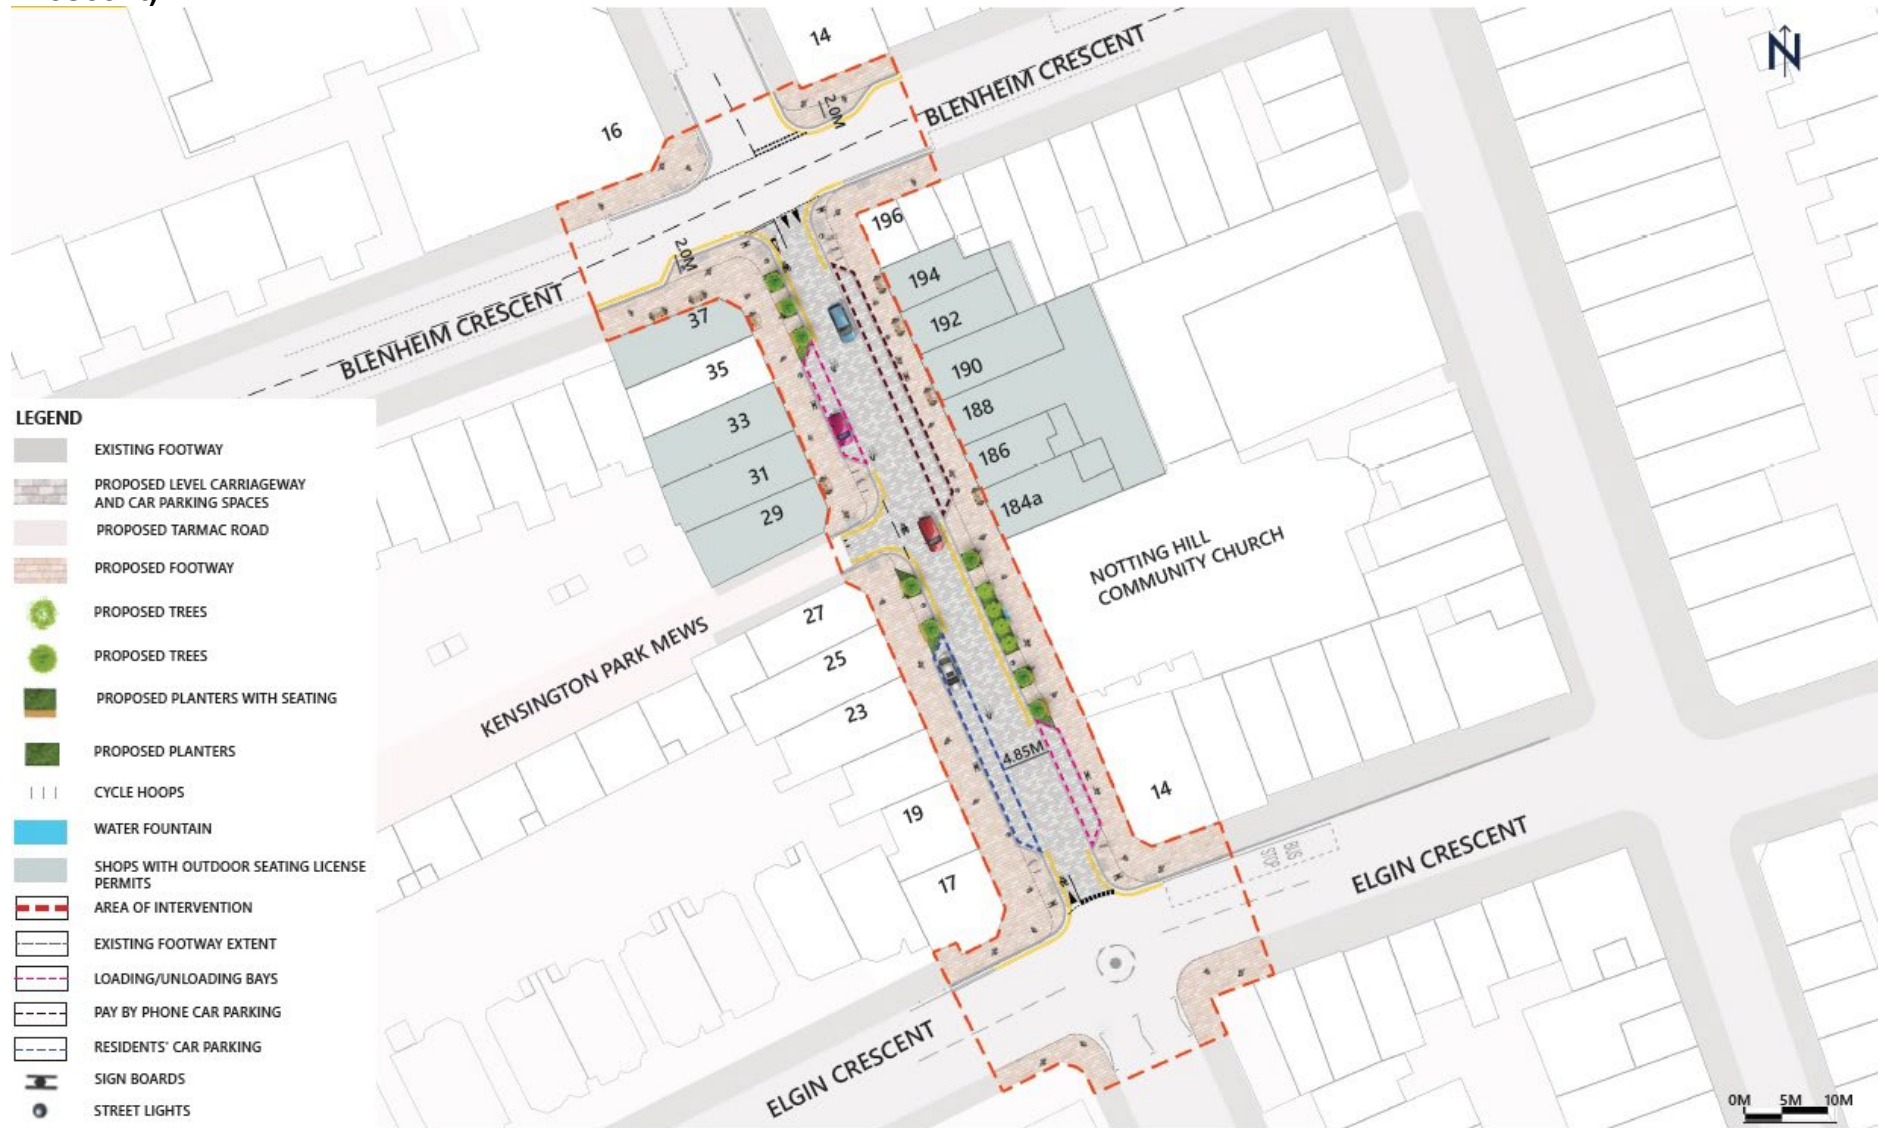 14
N
BLENHEIM CRESCENT
2.0M
16
196
2.0M
194
BLENHEIM CRESCENT
37
192
35
190
LEGEND
33
188
EXISTING FOOTWAY
31
186
PROPOSED LEVEL CARRIAGEWAY
AND CAR PARKING SPACES
29
184a
PROPOSED TARMAC ROAD
NOTTING HILL
COMMUNITY CHURCH
PROPOSED FOOTWAY
PROPOSED TREES
27
KENSINGTON PARK MEWS
25
PROPOSED TREES
23
PROPOSED PLANTERS WITH SEATING
PROPOSED PLANTERS
4.85M
CYCLE HOOPS
14
19
WATER FOUNTAIN
BUS
STOP
ELGIN CRESCENT
SHOPS WITH OUTDOOR SEATING LICENSE
PERMITS
17
AREA OF INTERVENTION
EXISTING FOOTWAY EXTENT
LOADING/UNLOADING BAYS
PAY BY PHONE CAR PARKING
RESIDENTS' CAR PARKING
ELGIN CRESCENT
SIGN BOARDS
STREET LIGHTS
0M 5M 10M